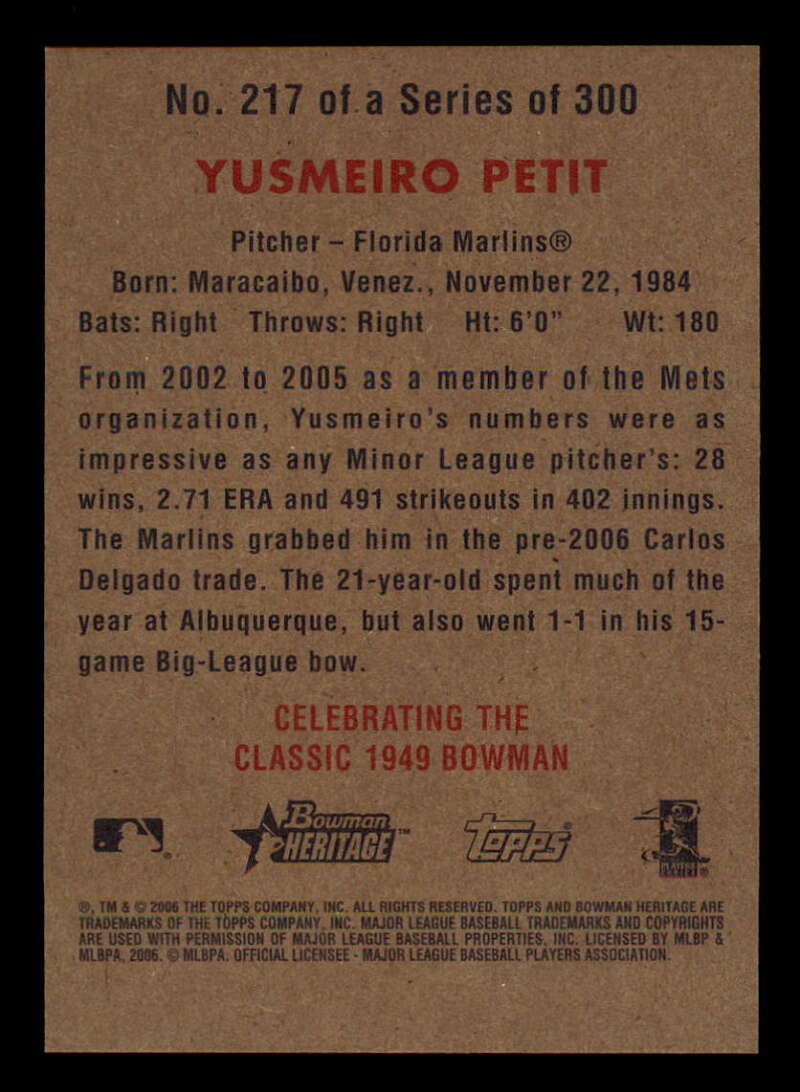 No. 217 of a Series of 300
YUSMEIRO PETIT
Pitcher – Florida Marlins®
Born: Maracaibo, Venez., November 22, 1984
Bats: Right Throws: Right Ht: 6'0" Wt: 180
From 2002 to 2005 as a member of the Mets
organization, Yusmeiro's numbers were as
impressive as any Minor League pitcher's: 28
wins, 2.71 ERA and 491 strikeouts in 402 innings.
The Marlins grabbed him in the pre-2006 Carlos
Delgado trade. The 21-year-old spent much of the
year at Albuquerque, but also went 1-1 in his 15-
game Big-League bow.
CELEBRATING THE
CLASSIC 1949 BOWMAN
Bowman
HERITAGE™
Topps®
®, TM & © 2006 THE TOPPS COMPANY, INC. ALL RIGHTS RESERVED. TOPPS AND BOWMAN HERITAGE ARE
TRADEMARKS OF THE TOPPS COMPANY, INC. MAJOR LEAGUE BASEBALL TRADEMARKS AND COPYRIGHTS
ARE USED WITH PERMISSION OF MAJOR LEAGUE BASEBALL PROPERTIES, INC. LICENSED BY MLBP &
MLBPA, 2006. © MLBPA. OFFICIAL LICENSEE - MAJOR LEAGUE BASEBALL PLAYERS ASSOCIATION.